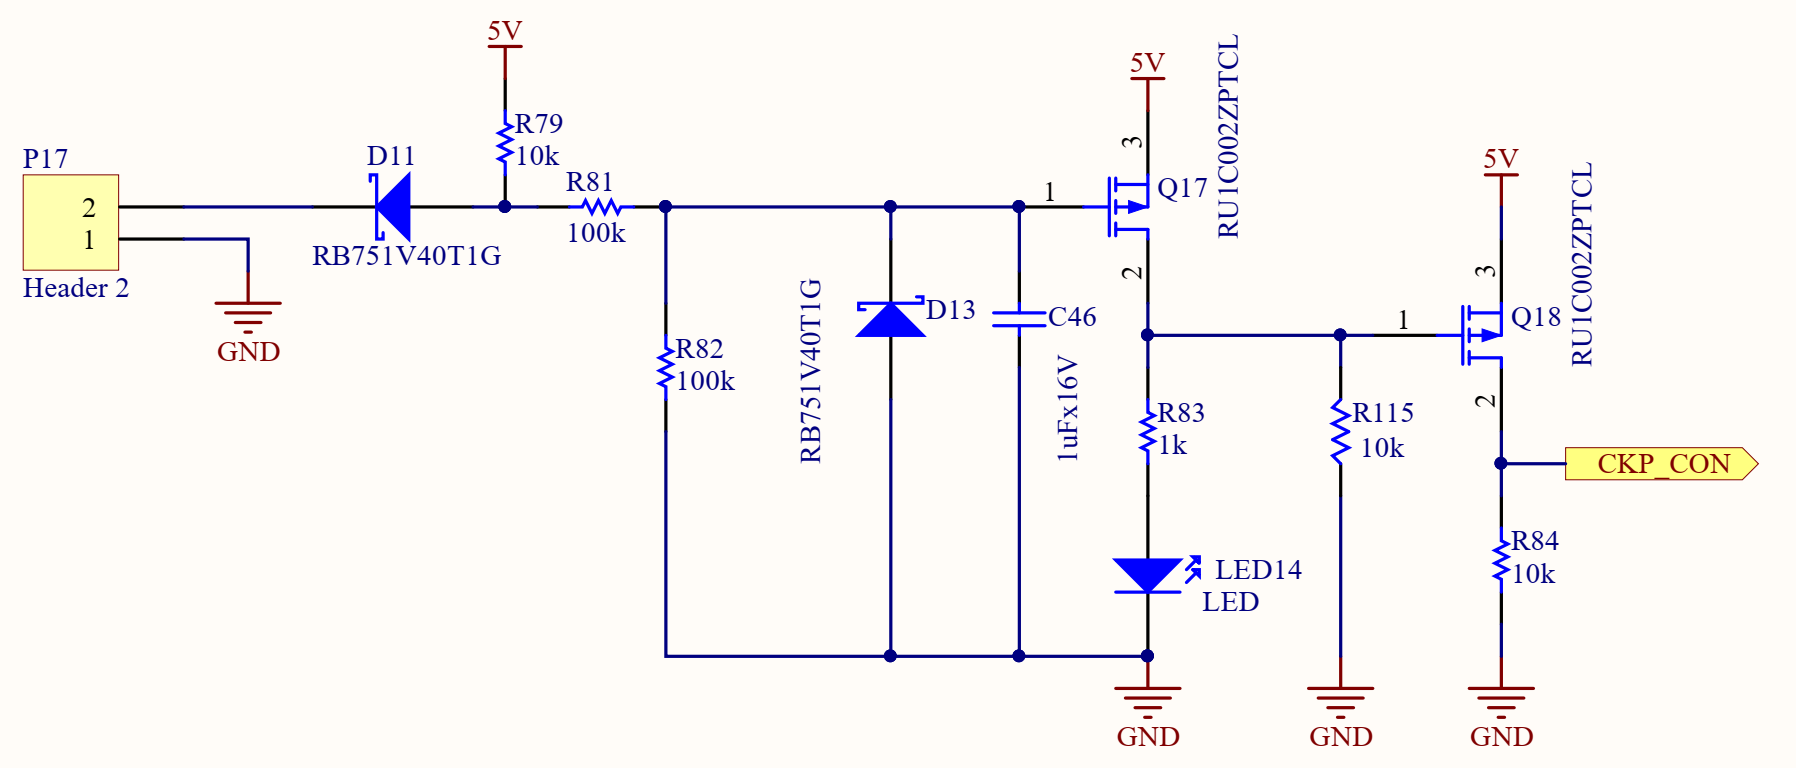 P17
2
1
Header 2
GND
D11
RB751V40T1G
5V
R79
10k
R81
100k
R82
100k
D13
RB751V40T1G
C46
1uFx16V
5V
3
1
Q17
RU1C002ZPTCL
2
R83
1k
LED14
LED
GND
R115
10k
GND
5V
3
1
Q18
RU1C002ZPTCL
2
CKP_CON
R84
10k
GND